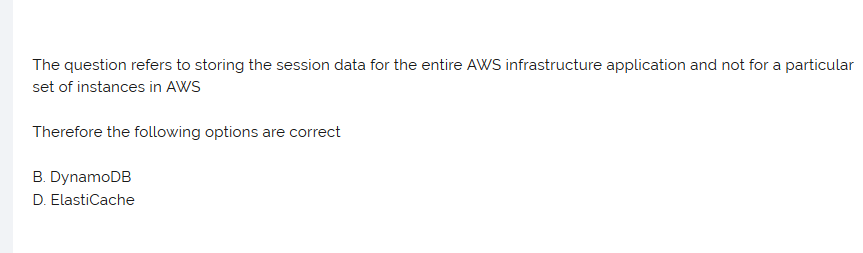 The question refers to storing the session data for the entire AWS infrastructure application and not for a particular
set of instances in AWS
Therefore the following options are correct
B. DynamoDB
D. ElastiCache